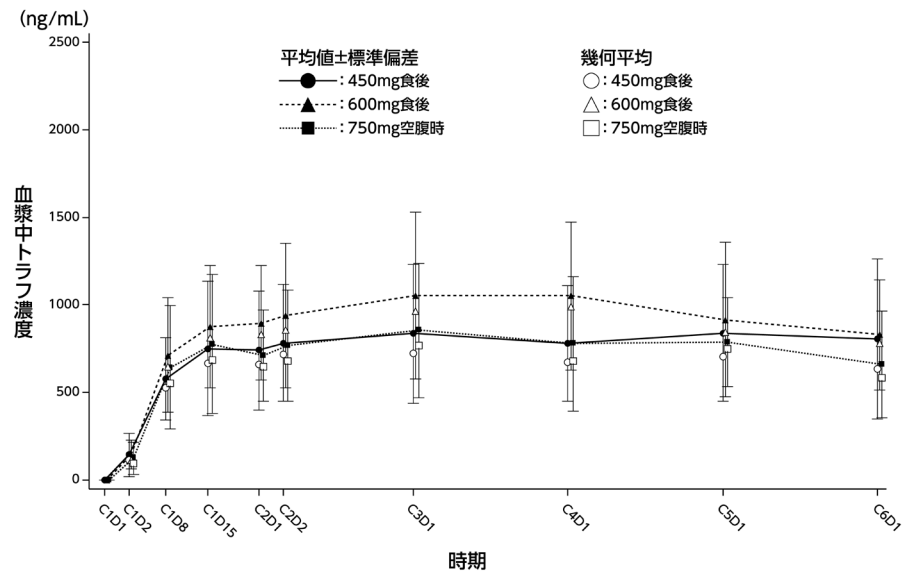 （ng/mL）
2500
2000
1500
1000
500
0
血漿中トラフ濃度
平均値±標準偏差
：450mg食後
：600mg食後
：750mg空腹時
幾何平均
：450mg食後
：600mg食後
：750mg空腹時
C1D1
C1D2
C1D8
C1D15
C2D1
C2D2
C3D1
C4D1
C5D1
C6D1
時期